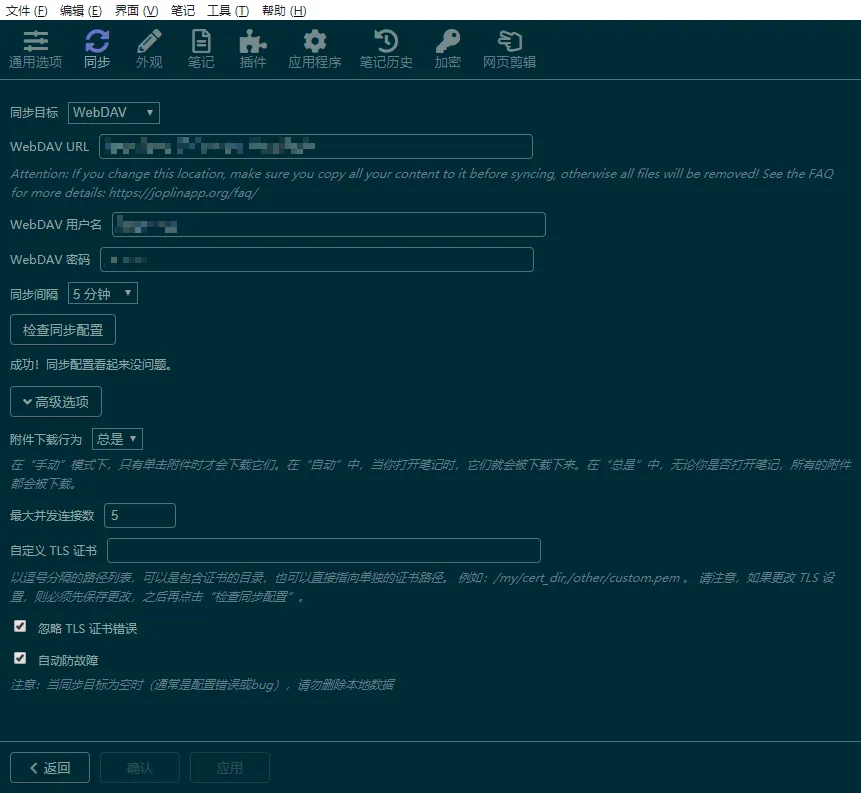 文件 (F) 编辑 (E) 界面 (V) 笔记 工具 (T) 帮助 (H)
通用选项 同步 外观 笔记 插件 应用程序 笔记历史 加密 网页剪辑
同步目标 WebDAV
WebDAV URL
Attention: If you change this location, make sure you copy all your content to it before syncing, otherwise all files will be removed! See the FAQ
for more details: https://joplinapp.org/faq/
WebDAV 用户名
WebDAV 密码
同步间隔 5 分钟
检查同步配置
成功！同步配置看起来没问题。
高级选项
附件下载行为 总是
在“手动”模式下，只有单击附件时才会下载它们。在“自动”中，当你打开笔记时，它们就会被下载下来。在“总是”中，无论你是否打开笔记，所有的附件
都会被下载。
最大并发连接数 5
自定义 TLS 证书
以逗号分隔的路径列表，可以是包含证书的目录，也可以直接指向单独的证书路径。 例如：/my/cert_dir,/other/custom.pem 。 请注意，如果更改 TLS 设
置，则必须先保存更改，之后再点击“检查同步配置”。
忽略 TLS 证书错误
自动防故障
注意：当同步目标为空时（通常是配置错误或bug），请勿删除本地数据
返回 确认 应用